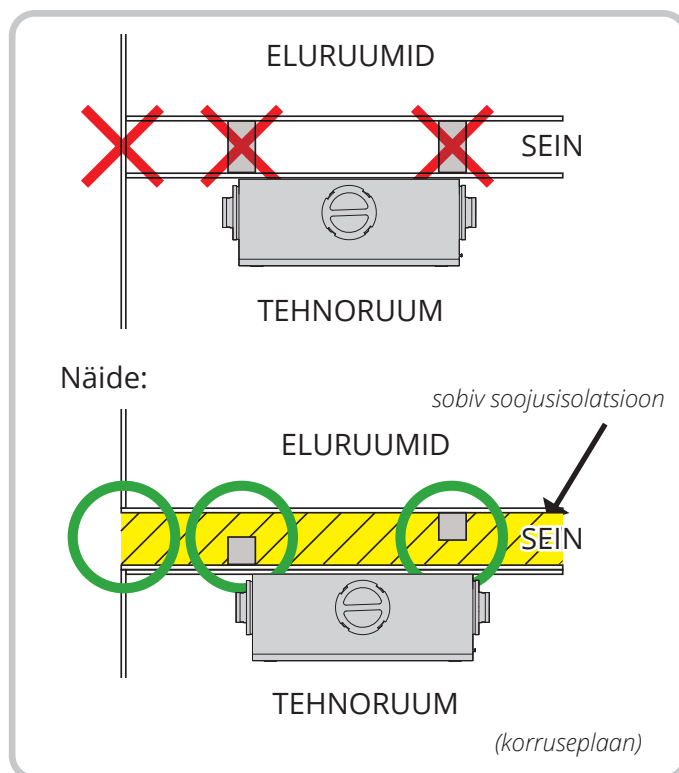 ELURUUMID
SEIN
TEHNORUUM
Näide:
sobiv soojusisolatsioon
ELURUUMID
SEIN
TEHNORUUM
(korruseplaan)